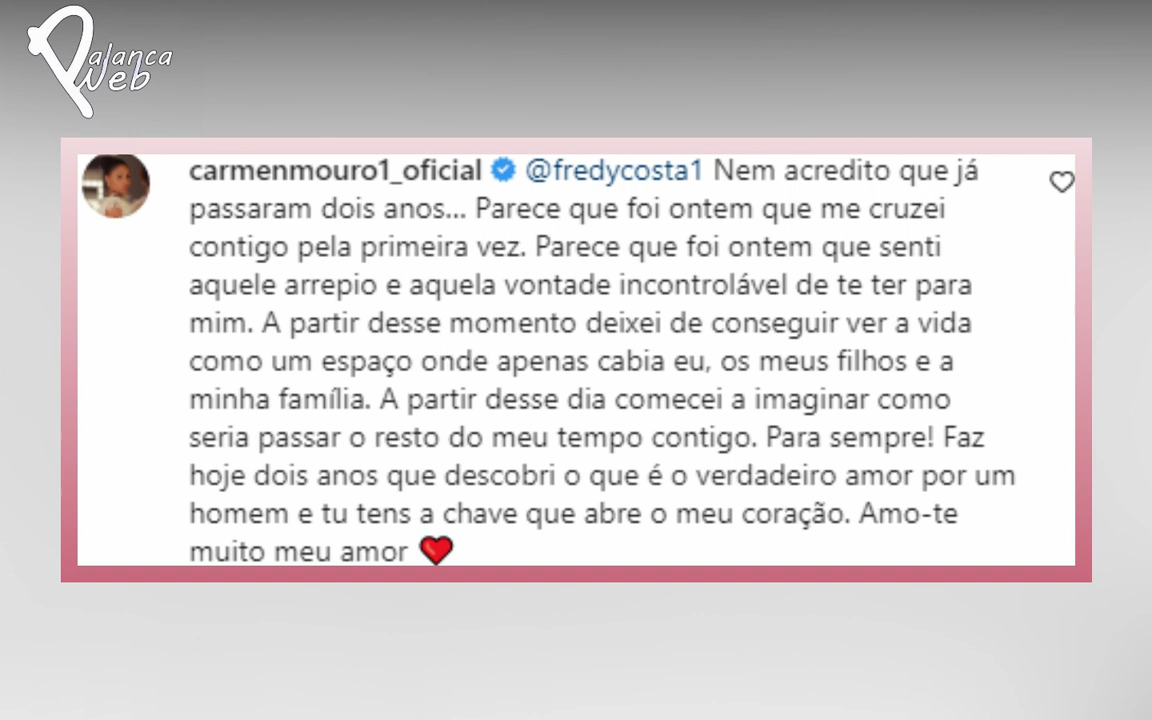 Palanca
Web
carmenmouro1_oficial @fredycosta1 Nem acredito que já
passaram dois anos... Parece que foi ontem que me cruzei
contigo pela primeira vez. Parece que foi ontem que senti
aquele arrepio e aquela vontade incontrolável de te ter para
mim. A partir desse momento deixei de conseguir ver a vida
como um espaço onde apenas cabia eu, os meus filhos e a
minha família. A partir desse dia comecei a imaginar como
seria passar o resto do meu tempo contigo. Para sempre! Faz
hoje dois anos que descobri o que é o verdadeiro amor por um
homem e tu tens a chave que abre o meu coração. Amo-te
muito meu amor ❤️